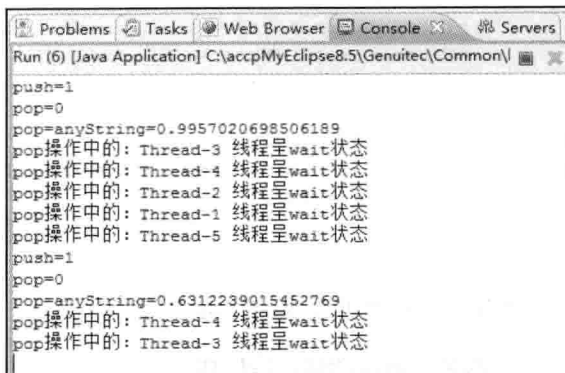 Problems Tasks Web Browser Console Servers
Run (6) [Java Application] C:\accpMyEclipse8.5\Genuitec\Common\
push=1
pop=0
pop=anyString=0.9957020698506189
pop操作中的: Thread-3 线程呈wait状态
pop操作中的: Thread-4 线程呈wait状态
pop操作中的: Thread-2 线程呈wait状态
pop操作中的: Thread-1 线程呈wait状态
pop操作中的: Thread-5 线程呈wait状态
push=1
pop=0
pop=anyString=0.6312239015452769
pop操作中的: Thread-4 线程呈wait状态
pop操作中的: Thread-3 线程呈wait状态